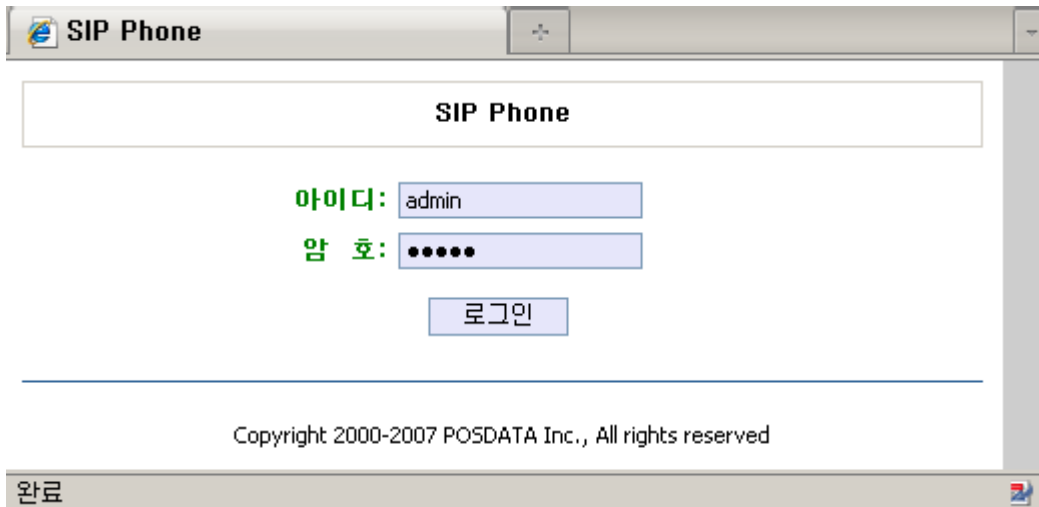 SIP Phone
SIP Phone
아이디: admin
암 호: ●●●●●
로그인
Copyright 2000-2007 POSDATA Inc., All rights reserved
완료